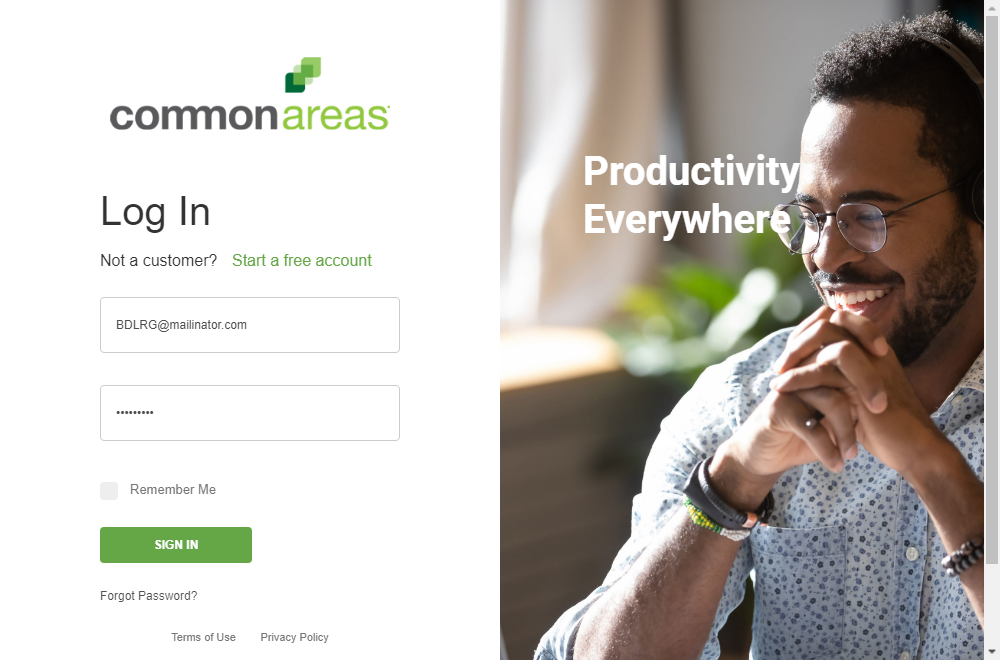 commonareas
Log In
Not a customer? Start a free account
BDLRG@mailinator.com
•••••••••
Remember Me
SIGN IN
Forgot Password?
Terms of Use Privacy Policy
Productivity
Everywhere